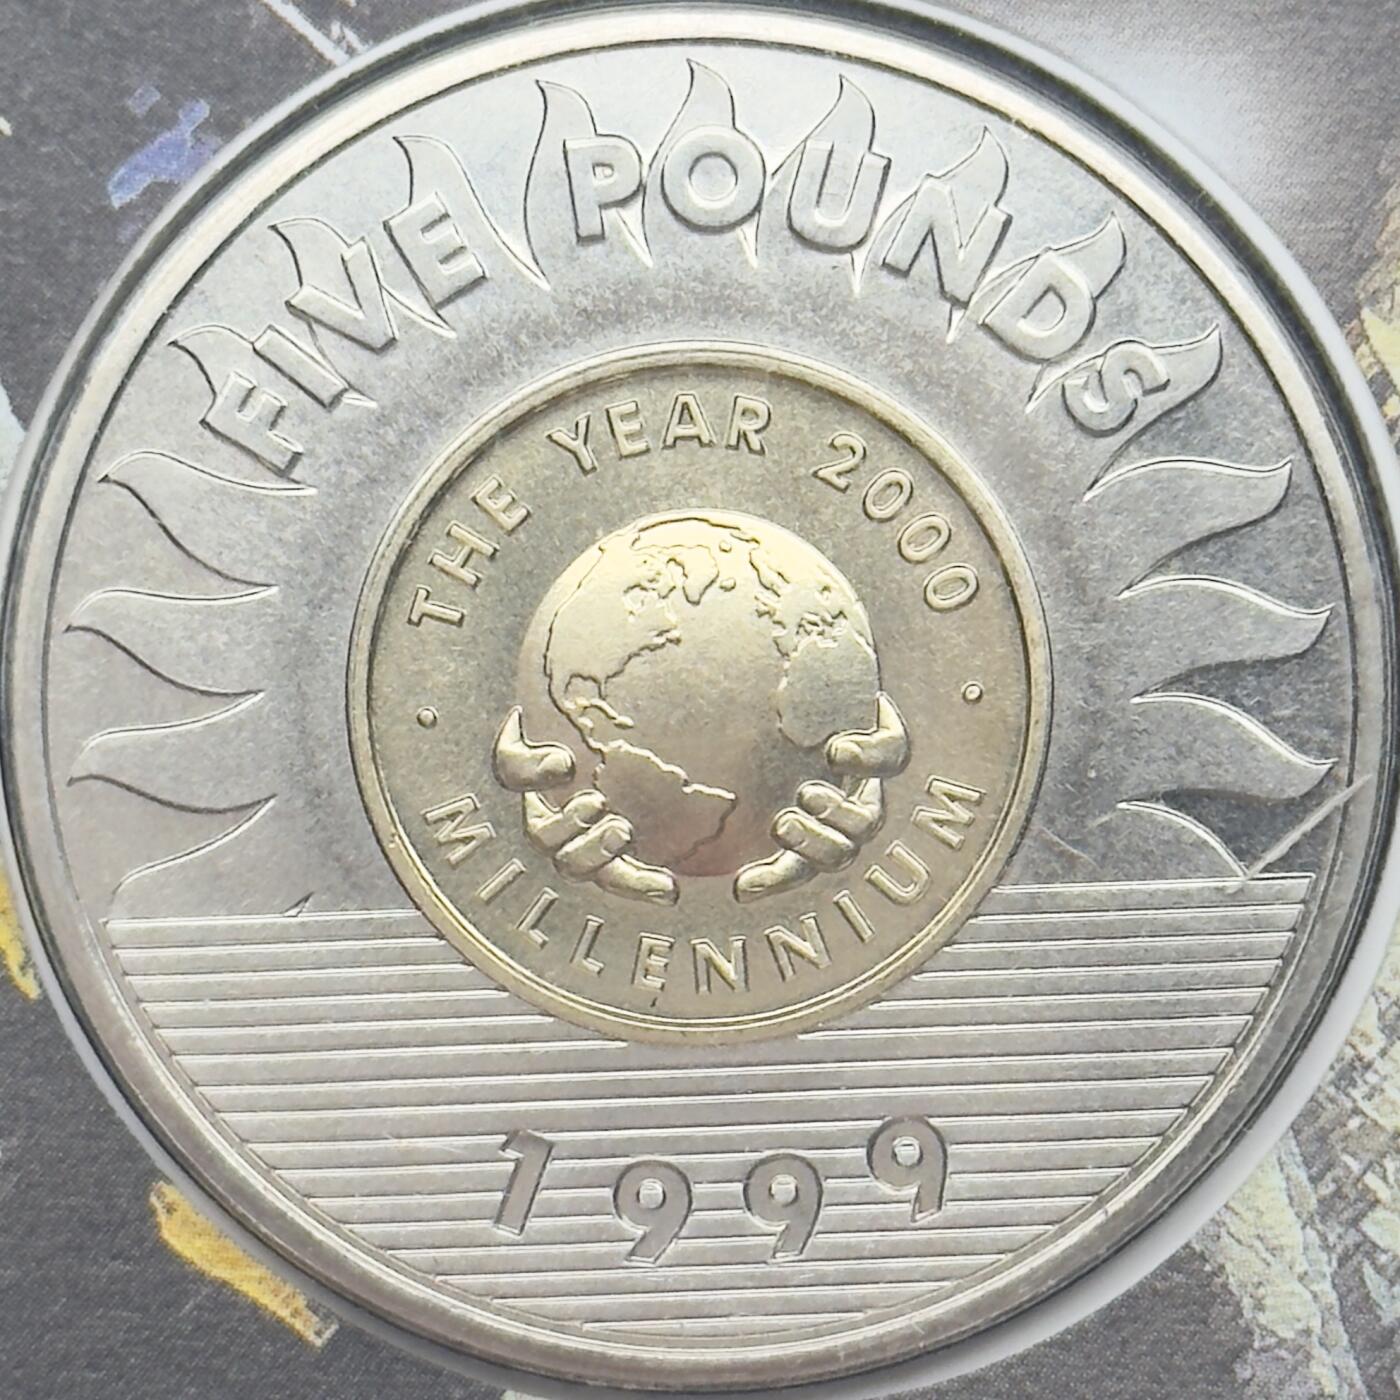 FIVE POUNDS
THE YEAR 2000
• MILLENNIUM •
1999